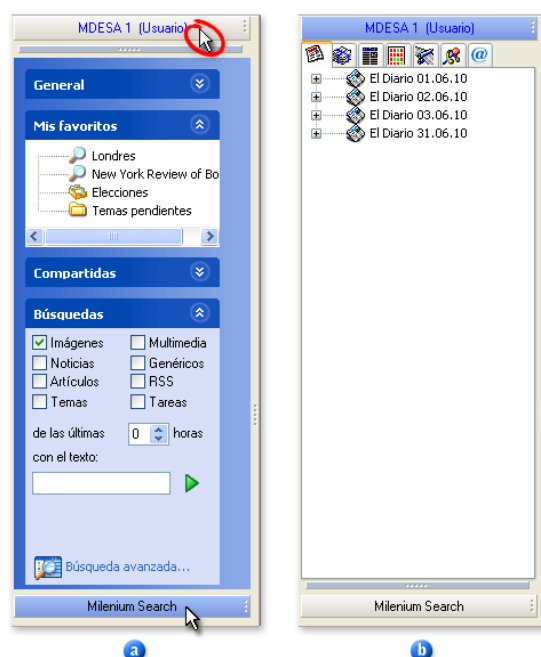 MDESA 1 (Usuario)
General
Mis favoritos
Londres
New York Review of Bo
Elecciones
Temas pendientes
Compartidas
Búsquedas
Imágenes Multimedia
Noticias Genéricos
Artículos RSS
Temas Tareas
de las últimas 0 horas
con el texto:
Búsqueda avanzada...
Milenium Search
a
MDESA 1 (Usuario)
@
El Diario 01.06.10
El Diario 02.06.10
El Diario 03.06.10
El Diario 31.06.10
Milenium Search
b